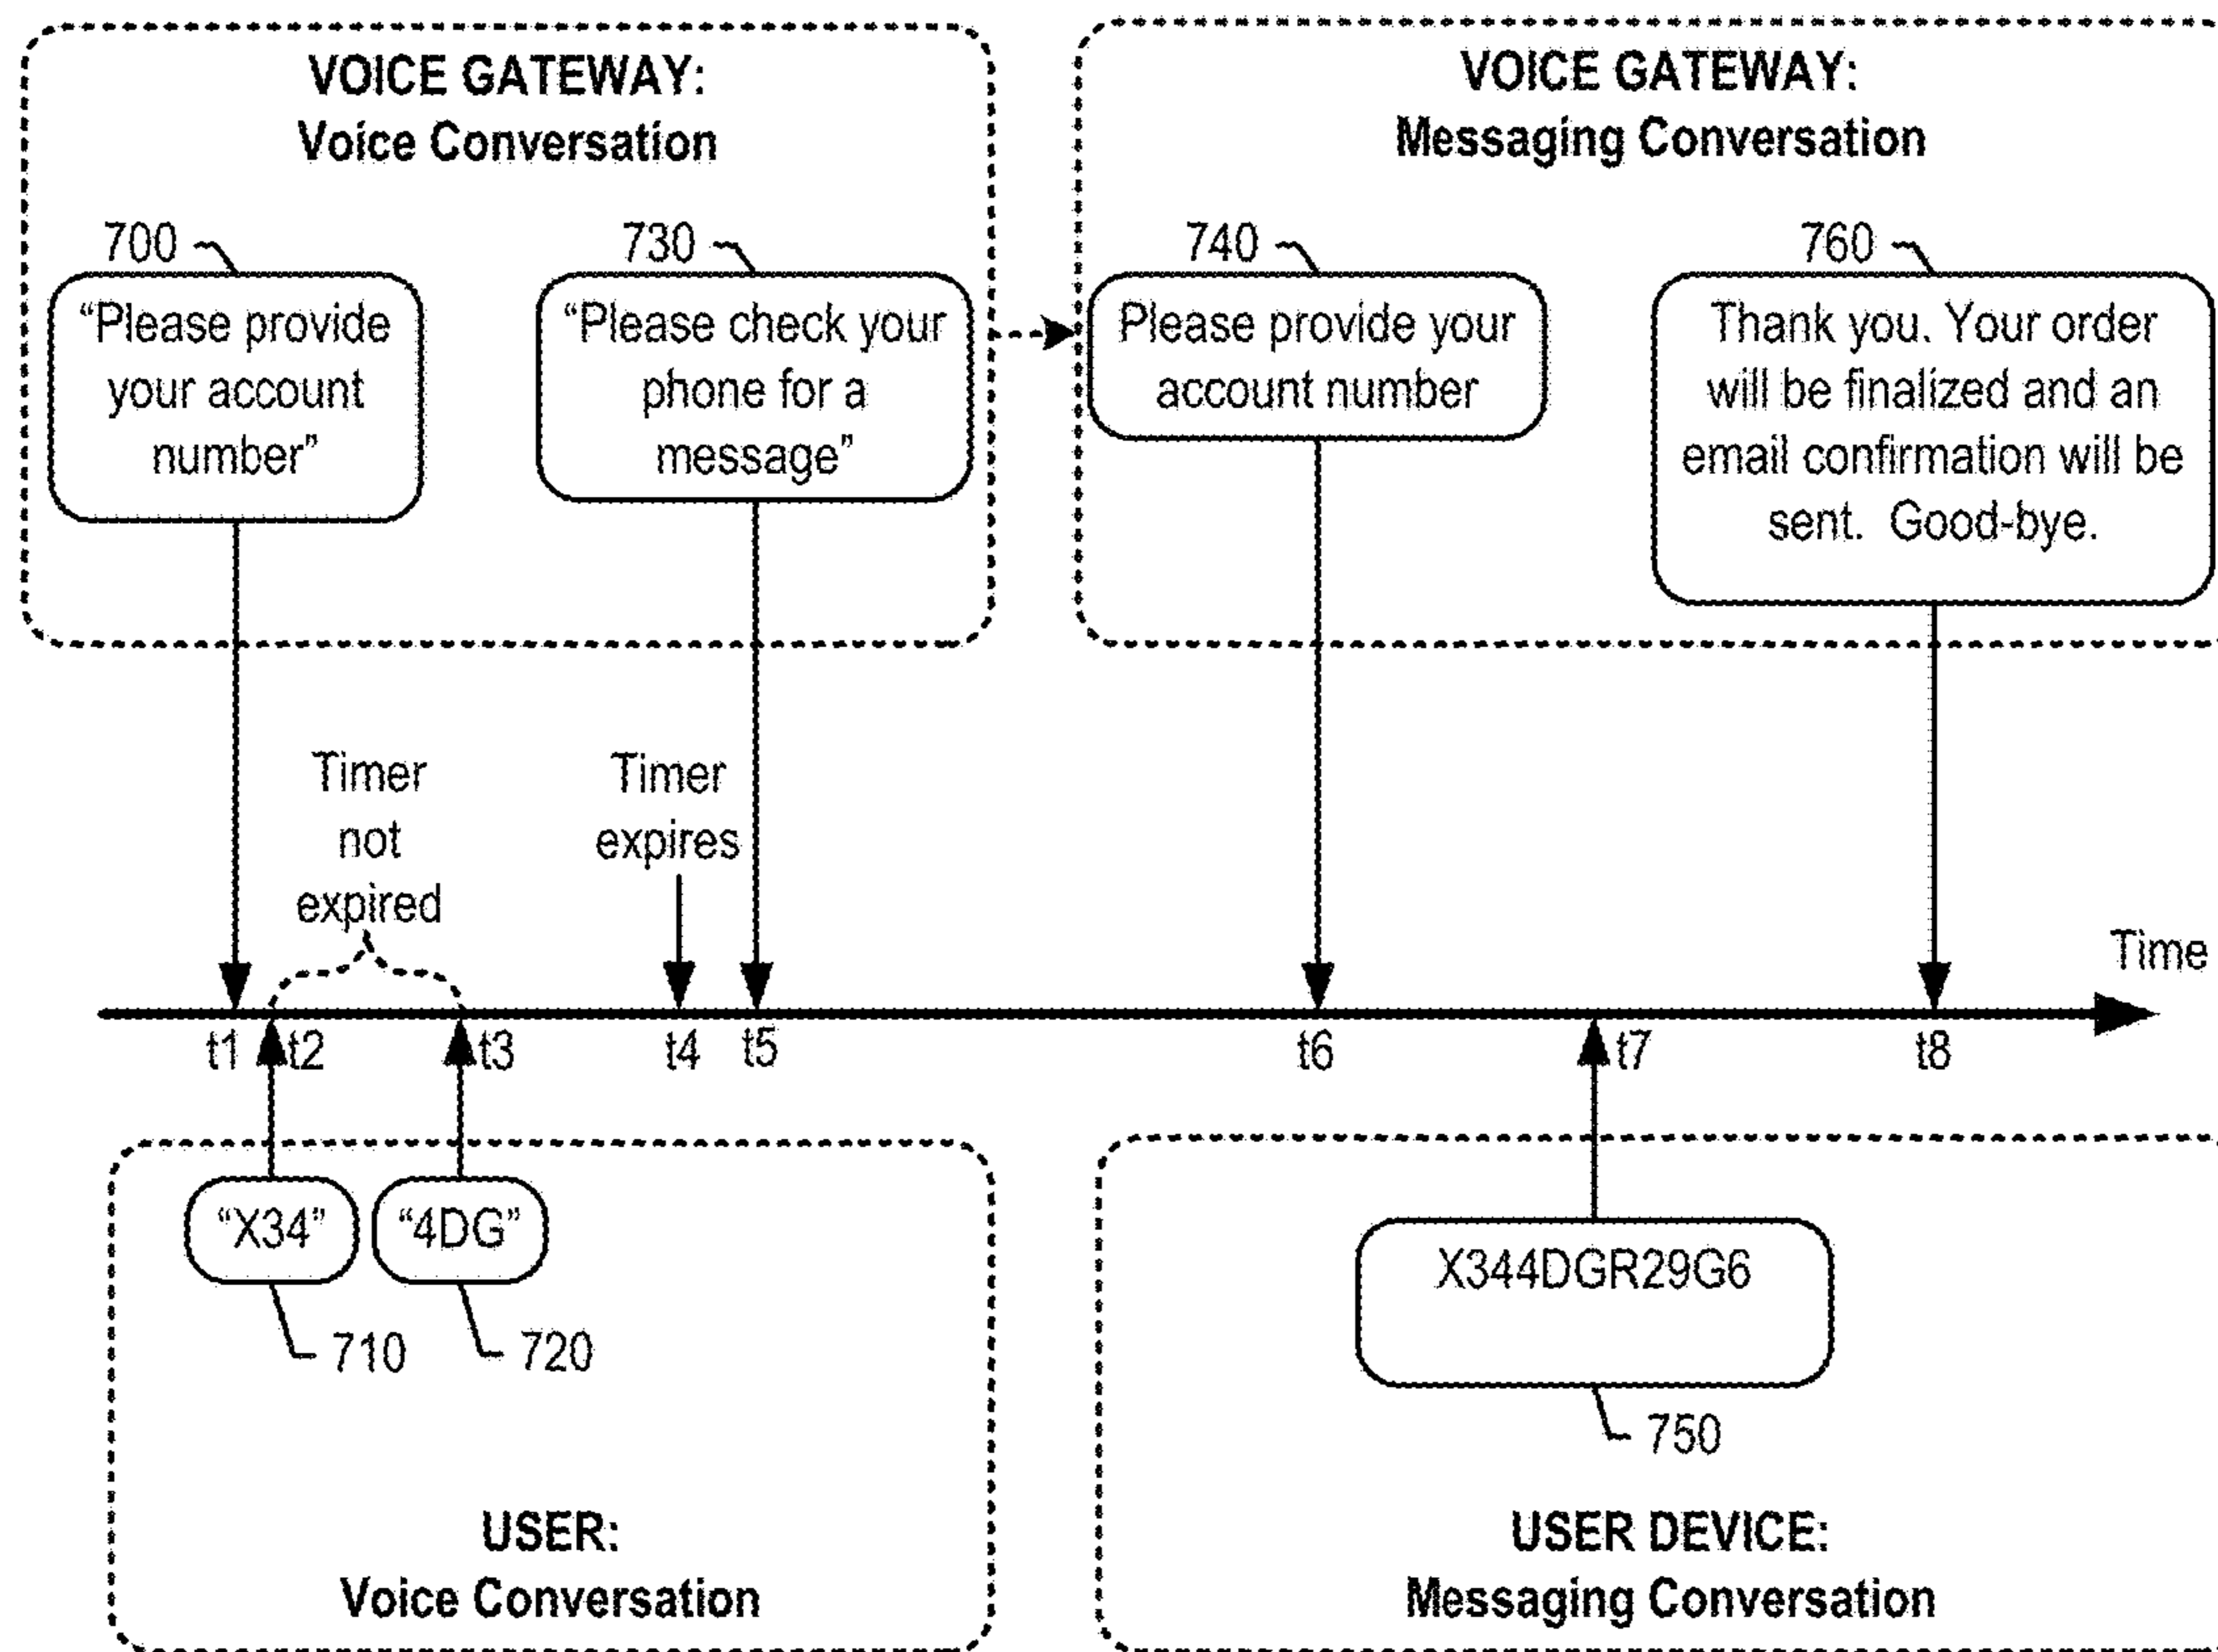 VOICE GATEWAY:
Voice Conversation
700
“Please provide
your account
number”
730
“Please check your
phone for a
message”
VOICE GATEWAY:
Messaging Conversation
740
Please provide your
account number
760
Thank you. Your order
will be finalized and an
email confirmation will be
sent. Good-bye.
Timer
not
expired
Timer
expires
Time
t1
t2
t3
t4
t5
t6
t7
t8
“X34”
“4DG”
710
720
USER:
Voice Conversation
X344DGR29G6
750
USER DEVICE:
Messaging Conversation